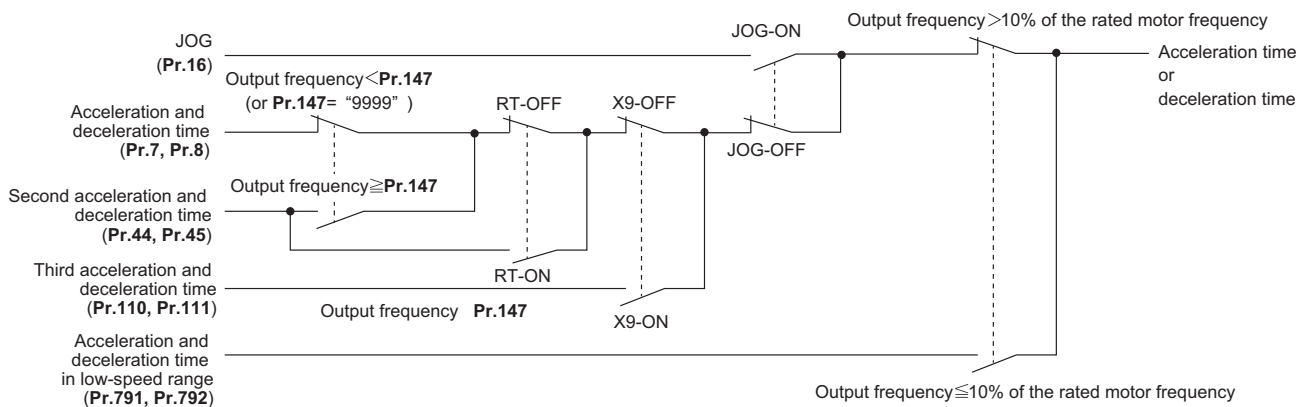 Output frequency＞10% of the rated motor frequency
JOG-ON
JOG
(Pr.16)
Acceleration time
or
deceleration time
Output frequency＜Pr.147
(or Pr.147= “9999” )
RT-OFF
X9-OFF
Acceleration and
deceleration time
(Pr.7, Pr.8)
JOG-OFF
Output frequency≧Pr.147
Second acceleration and
deceleration time
(Pr.44, Pr.45)
RT-ON
Third acceleration and
deceleration time
(Pr.110, Pr.111)
Output frequency Pr.147
X9-ON
Acceleration and
deceleration time
in low-speed range
(Pr.791, Pr.792)
Output frequency≦10% of the rated motor frequency